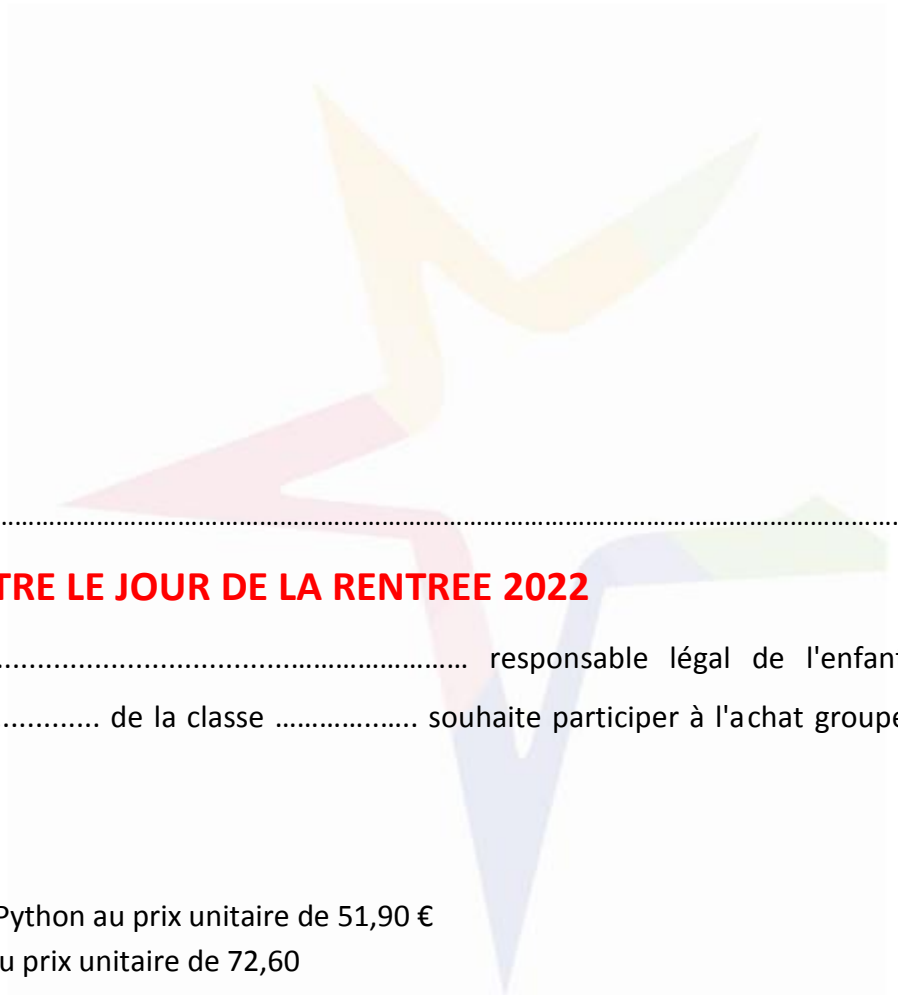 …………………………………………………………………………………………………………………
TRE LE JOUR DE LA RENTREE 2022
......................................………………… responsable légal de l'enfant
............. de la classe …………....... souhaite participer à l'achat groupé
Python au prix unitaire de 51,90 €
u prix unitaire de 72,60